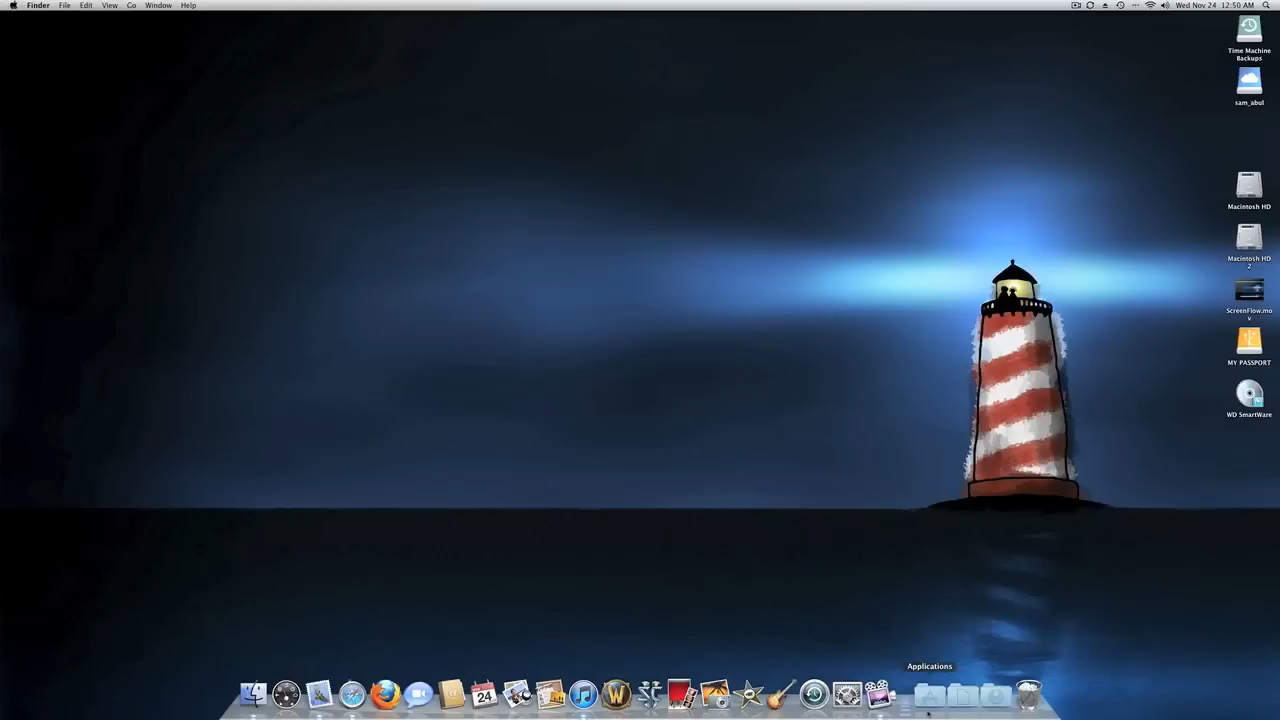 Finder File Edit View Go Window Help
Wed Nov 24 12:50 AM
Time Machine
Backups
sam_abul
Macintosh HD
Macintosh HD
2
ScreenFlow.mo
v
MY PASSPORT
WD SmartWare
Applications
24